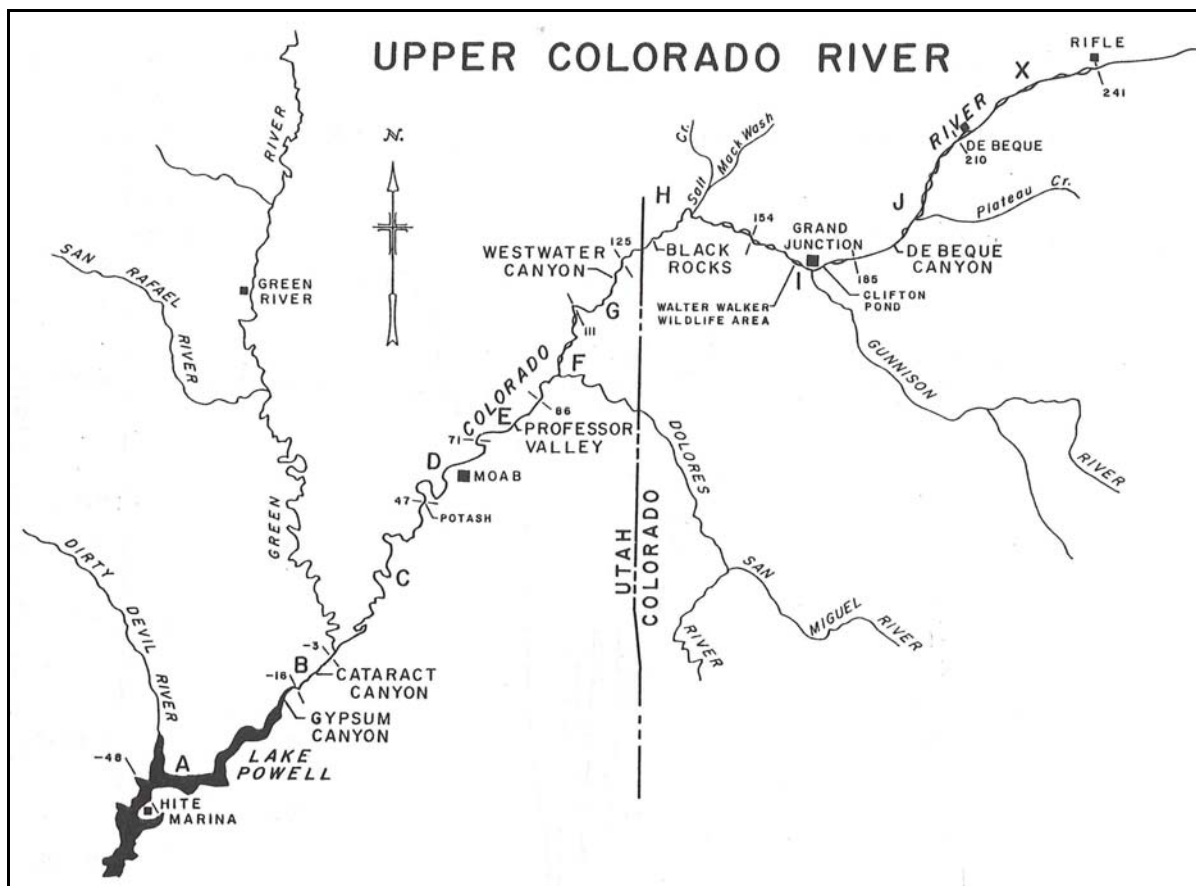 UPPER COLORADO RIVER
RIFLE
X
241
RIVER
DE BEQUE
210
N.
Cr.
Salt
Mack Wash
H
J
Plateau Cr.
154
GRAND
JUNCTION
DE BEQUE
CANYON
185
CLIFTON
POND
I
WALTER WALKER
WILDLIFE AREA
BLACK
ROCKS
125
WESTWATER
CANYON
G
111
F
COLORADO
E
86
PROFESSOR
VALLEY
71
D
MOAB
47
POTASH
C
RIVER
GREEN
RIVER
SAN RAFAEL
RIVER
GREEN
DIRTY
DEVIL
RIVER
GUNNISON
RIVER
DOLORES
RIVER
SAN
MIGUEL
RIVER
UTAH
COLORADO
-3
B
-16
CATARACT
CANYON
GYPSUM
CANYON
LAKE
POWELL
A
-48
HITE
MARINA